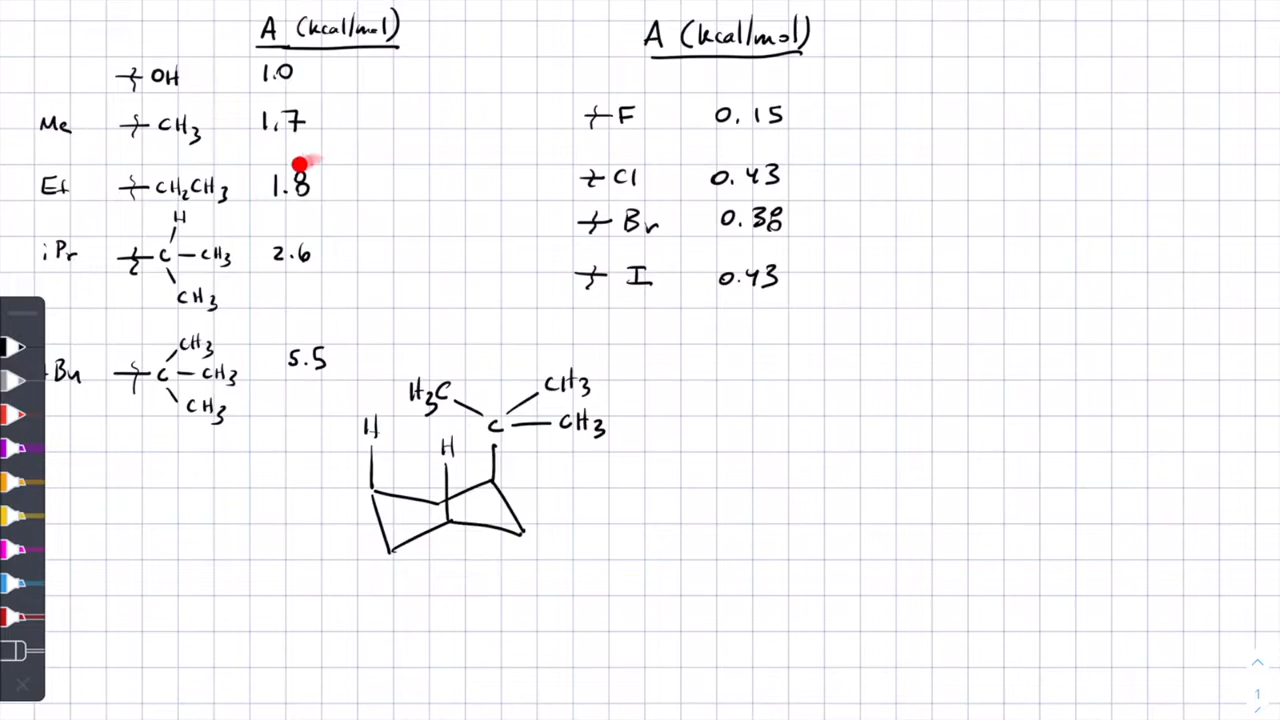 A (kcal/mol)
OH 1.0
Me CH3 1.7
Et CH2CH3 1.8
H
iPr C CH3 2.6
CH3
CH3
Bu C CH3 5.5
CH3
A (kcal/mol)
F 0.15
Cl 0.43
Br 0.38
I 0.43
H3C CH3
C CH3
H H
1